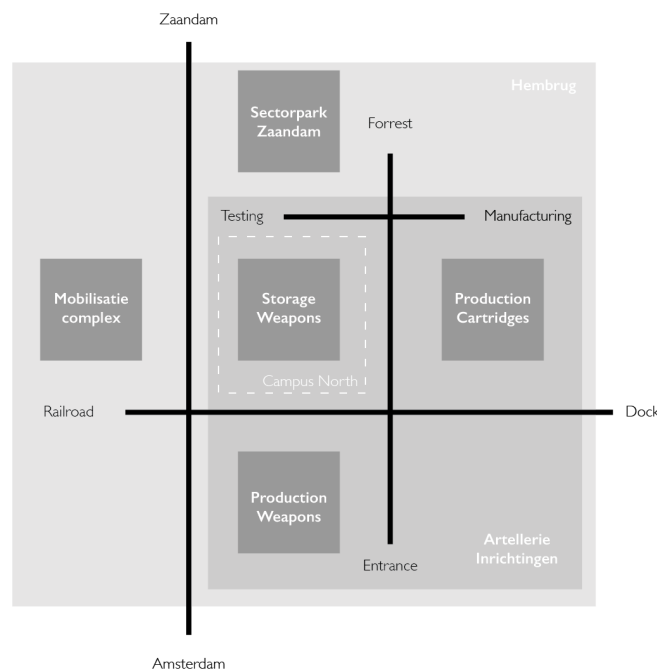 Zaandam
Hembrug
Sectorpark
Zaandam
Forrest
Testing
Manufacturing
Mobilisatie
complex
Storage
Weapons
Production
Cartridges
Campus North
Railroad
Dock
Production
Weapons
Artellerie
Inrichtingen
Entrance
Amsterdam